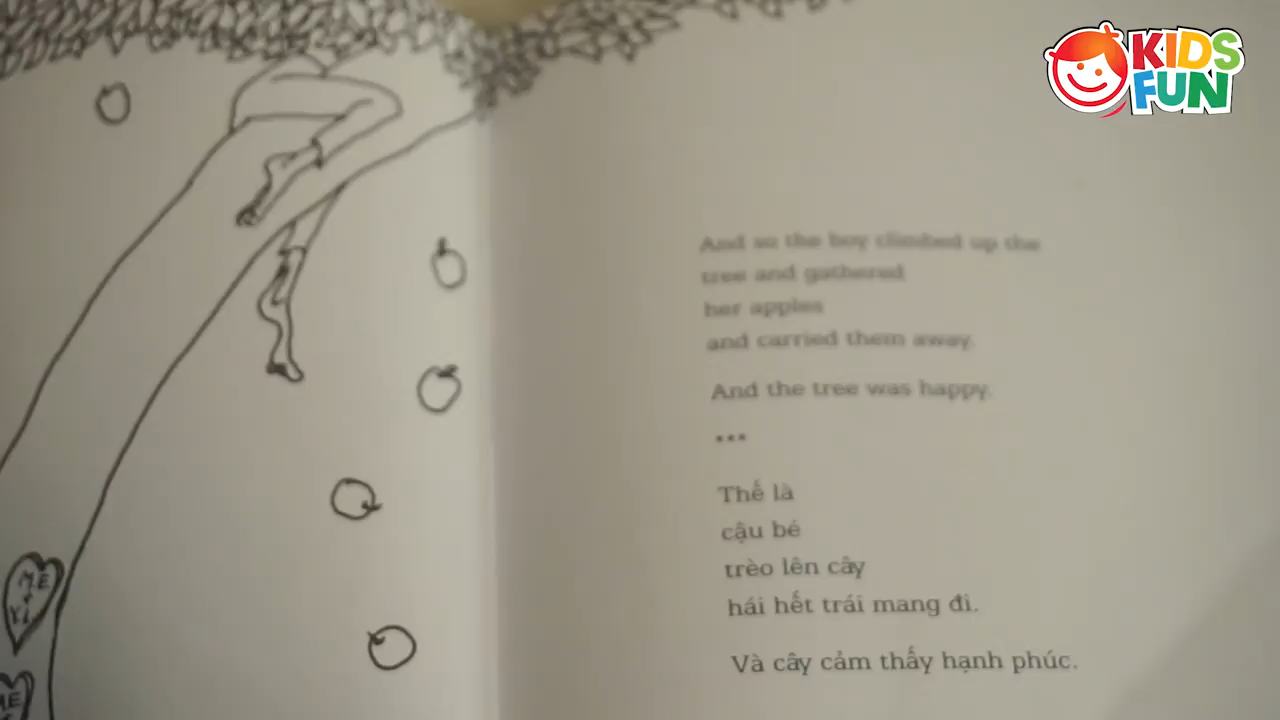 KIDS
FUN
And so the boy climbed up the
tree and gathered
her apples
and carried them away.
And the tree was happy.
***
Thế là
cậu bé
trèo lên cây
hái hết trái mang đi.
Và cây cảm thấy hạnh phúc.
M.E
+
Y.L
ME